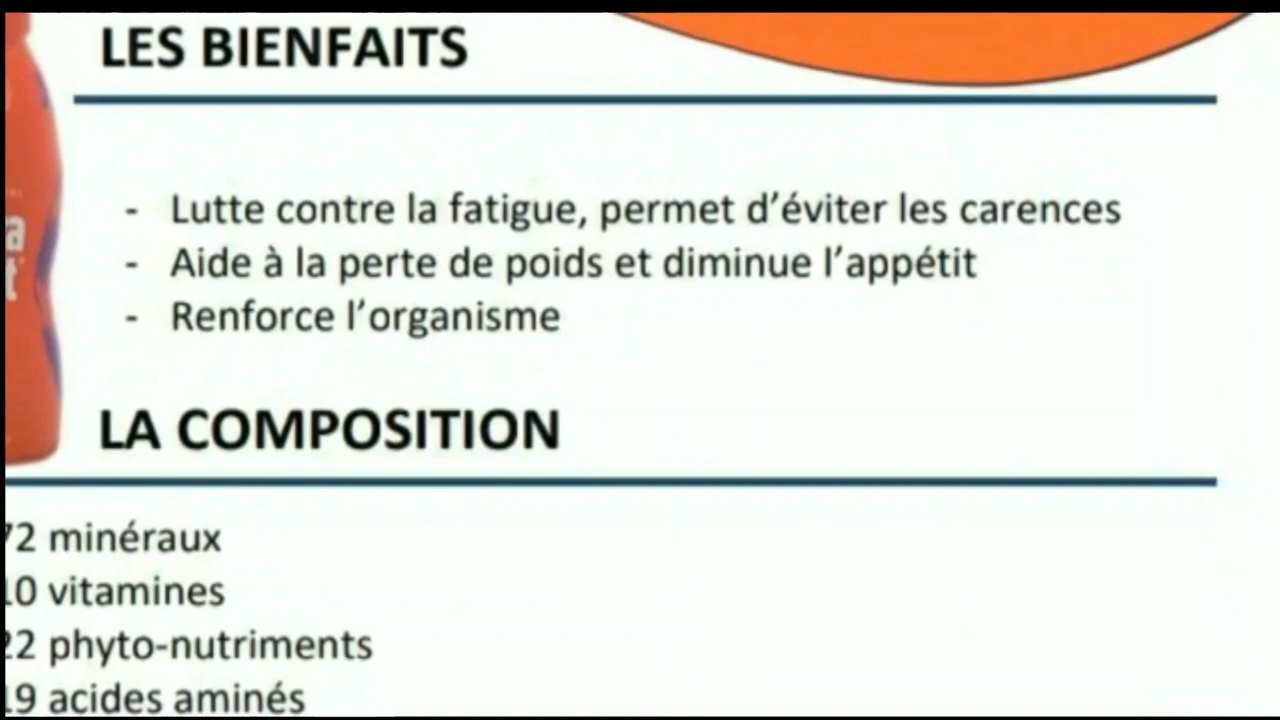 LES BIENFAITS
- Lutte contre la fatigue, permet d’éviter les carences
- Aide à la perte de poids et diminue l’appétit
- Renforce l’organisme
LA COMPOSITION
72 minéraux
10 vitamines
22 phyto-nutriments
19 acides aminés